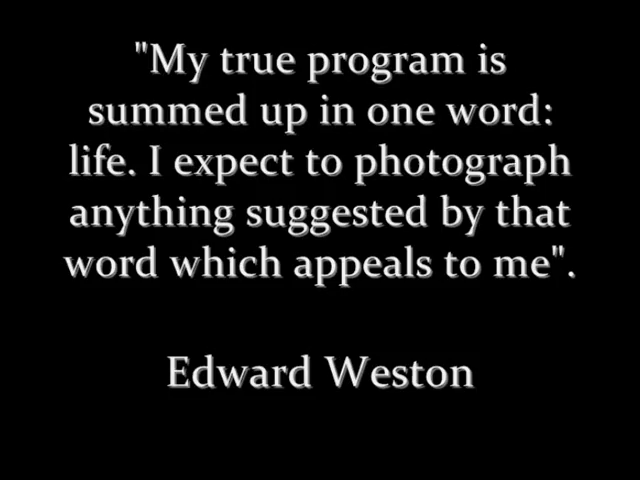 "My true program is
summed up in one word:
life. I expect to photograph
anything suggested by that
word which appeals to me".
Edward Weston